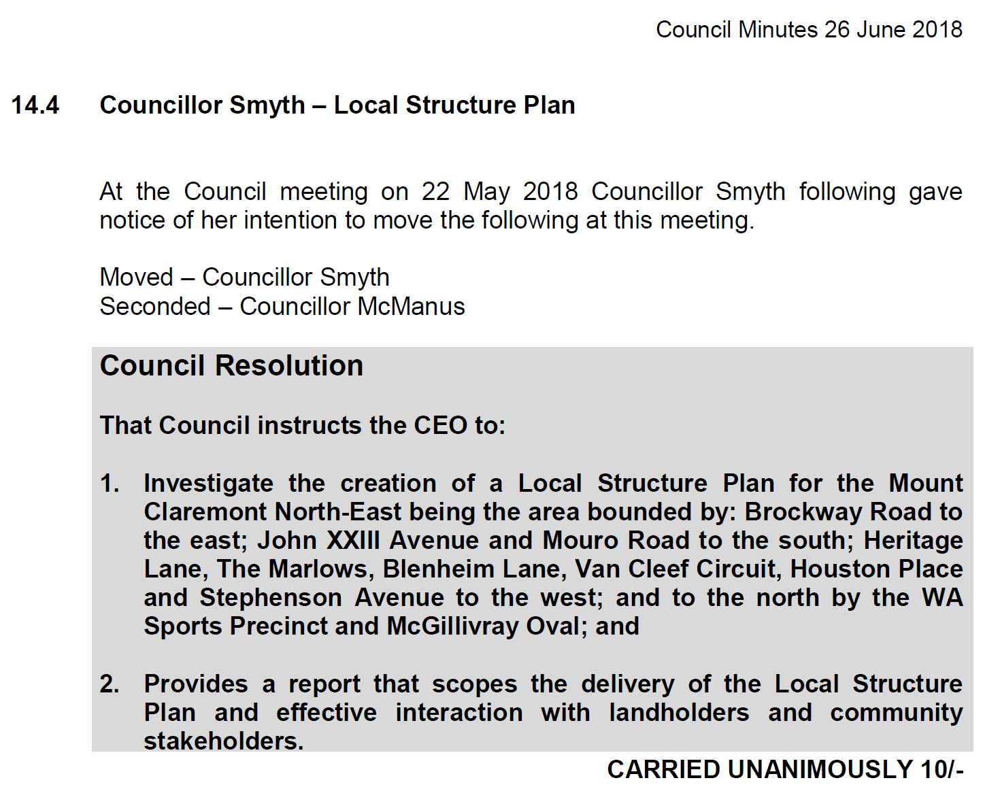 Council Minutes 26 June 2018
14.4 Councillor Smyth – Local Structure Plan
At the Council meeting on 22 May 2018 Councillor Smyth following gave
notice of her intention to move the following at this meeting.
Moved – Councillor Smyth
Seconded – Councillor McManus
Council Resolution
That Council instructs the CEO to:
1. Investigate the creation of a Local Structure Plan for the Mount
Claremont North-East being the area bounded by: Brockway Road to
the east; John XXIII Avenue and Mouro Road to the south; Heritage
Lane, The Marlows, Blenheim Lane, Van Cleef Circuit, Houston Place
and Stephenson Avenue to the west; and to the north by the WA
Sports Precinct and McGillivray Oval; and
2. Provides a report that scopes the delivery of the Local Structure
Plan and effective interaction with landholders and community
stakeholders.
CARRIED UNANIMOUSLY 10/-